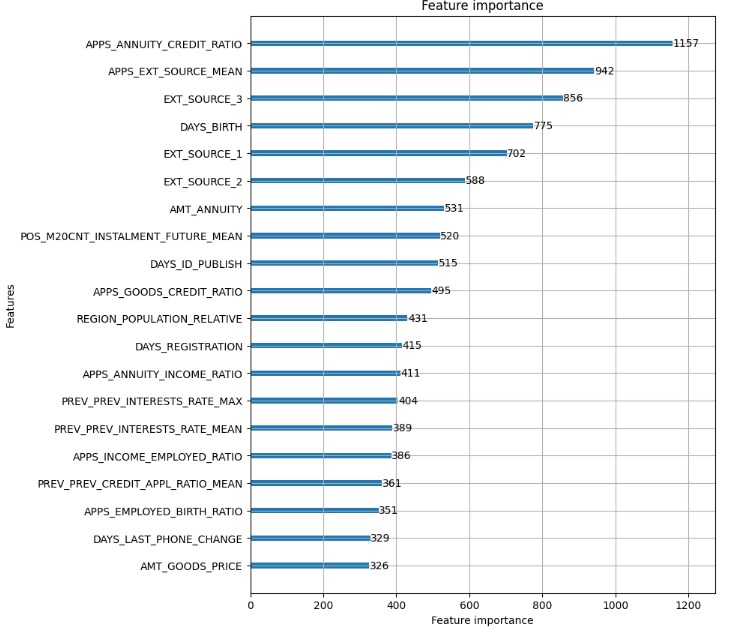 Feature importance
APPS_ANNUITY_CREDIT_RATIO 1157
APPS_EXT_SOURCE_MEAN 942
EXT_SOURCE_3 856
DAYS_BIRTH 775
EXT_SOURCE_1 702
EXT_SOURCE_2 588
AMT_ANNUITY 531
POS_M20CNT_INSTALMENT_FUTURE_MEAN 520
DAYS_ID_PUBLISH 515
APPS_GOODS_CREDIT_RATIO 495
REGION_POPULATION_RELATIVE 431
DAYS_REGISTRATION 415
APPS_ANNUITY_INCOME_RATIO 411
PREV_PREV_INTERESTS_RATE_MAX 404
PREV_PREV_INTERESTS_RATE_MEAN 389
APPS_INCOME_EMPLOYED_RATIO 386
PREV_PREV_CREDIT_APPL_RATIO_MEAN 361
APPS_EMPLOYED_BIRTH_RATIO 351
DAYS_LAST_PHONE_CHANGE 329
AMT_GOODS_PRICE 326
Features
0 200 400 600 800 1000 1200
Feature importance